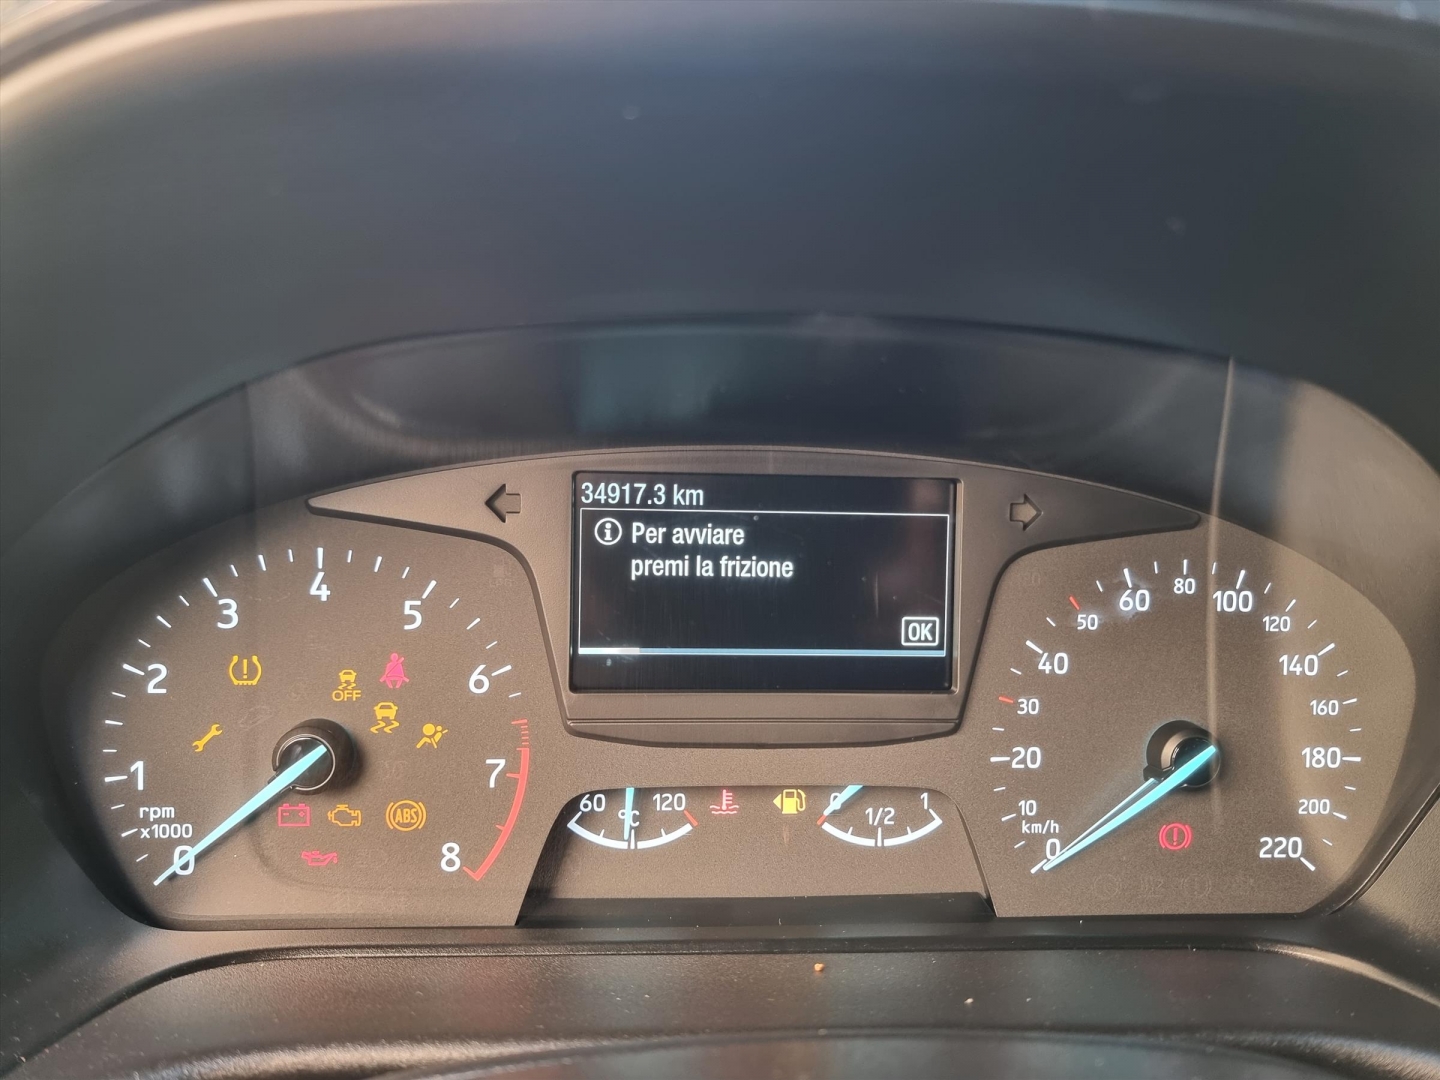 34917.3 km
i Per avviare
premi la frizione
OK
0 1 2 3 4 5 6 7 8
rpm
x1000
OFF
ABS
60 120
°C
0 1/2 1
0 10 20 30 40 50 60 80 100 120 140 160 180 200 220
km/h